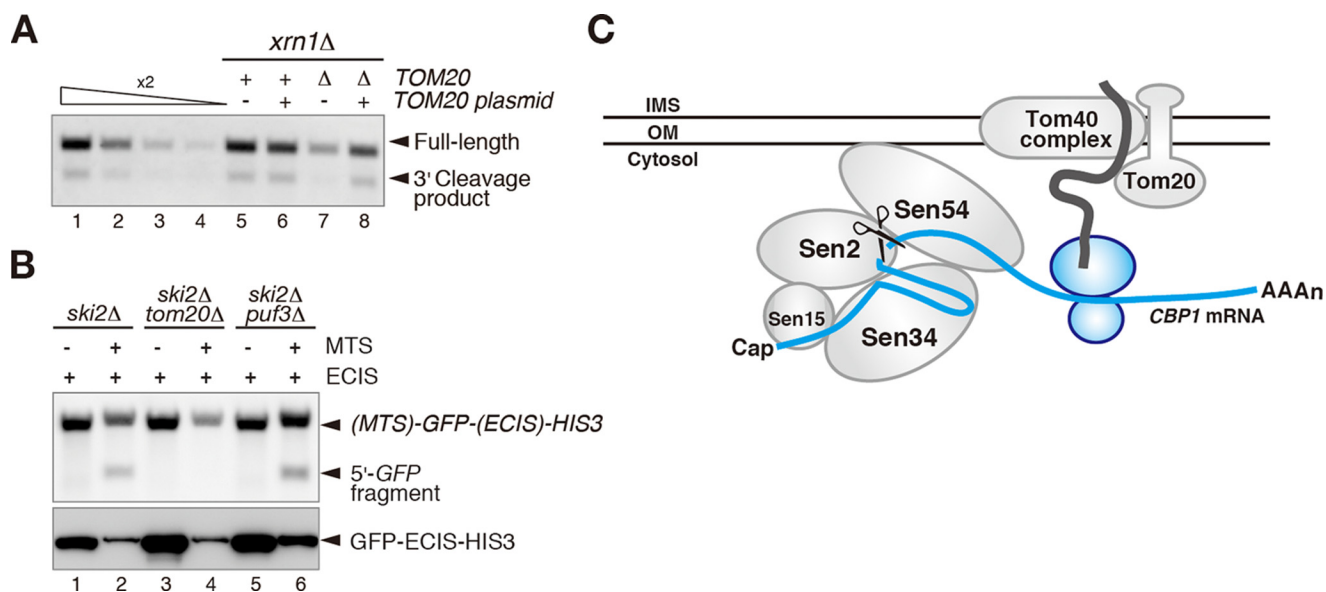 A
xrn1Δ
x2
+ + Δ Δ TOM20
- + - + TOM20 plasmid
Full-length
3' Cleavage
product
1 2 3 4 5 6 7 8
B
ski2Δ ski2Δ tom20Δ ski2Δ puf3Δ
- + - + - + MTS
+ + + + + + ECIS
(MTS)-GFP-(ECIS)-HIS3
5'-GFP
fragment
GFP-ECIS-HIS3
1 2 3 4 5 6
C
IMS
OM
Cytosol
Tom40
complex
Tom20
Sen54
Sen2
Sen15
Sen34
Cap
AAAn
CBP1 mRNA